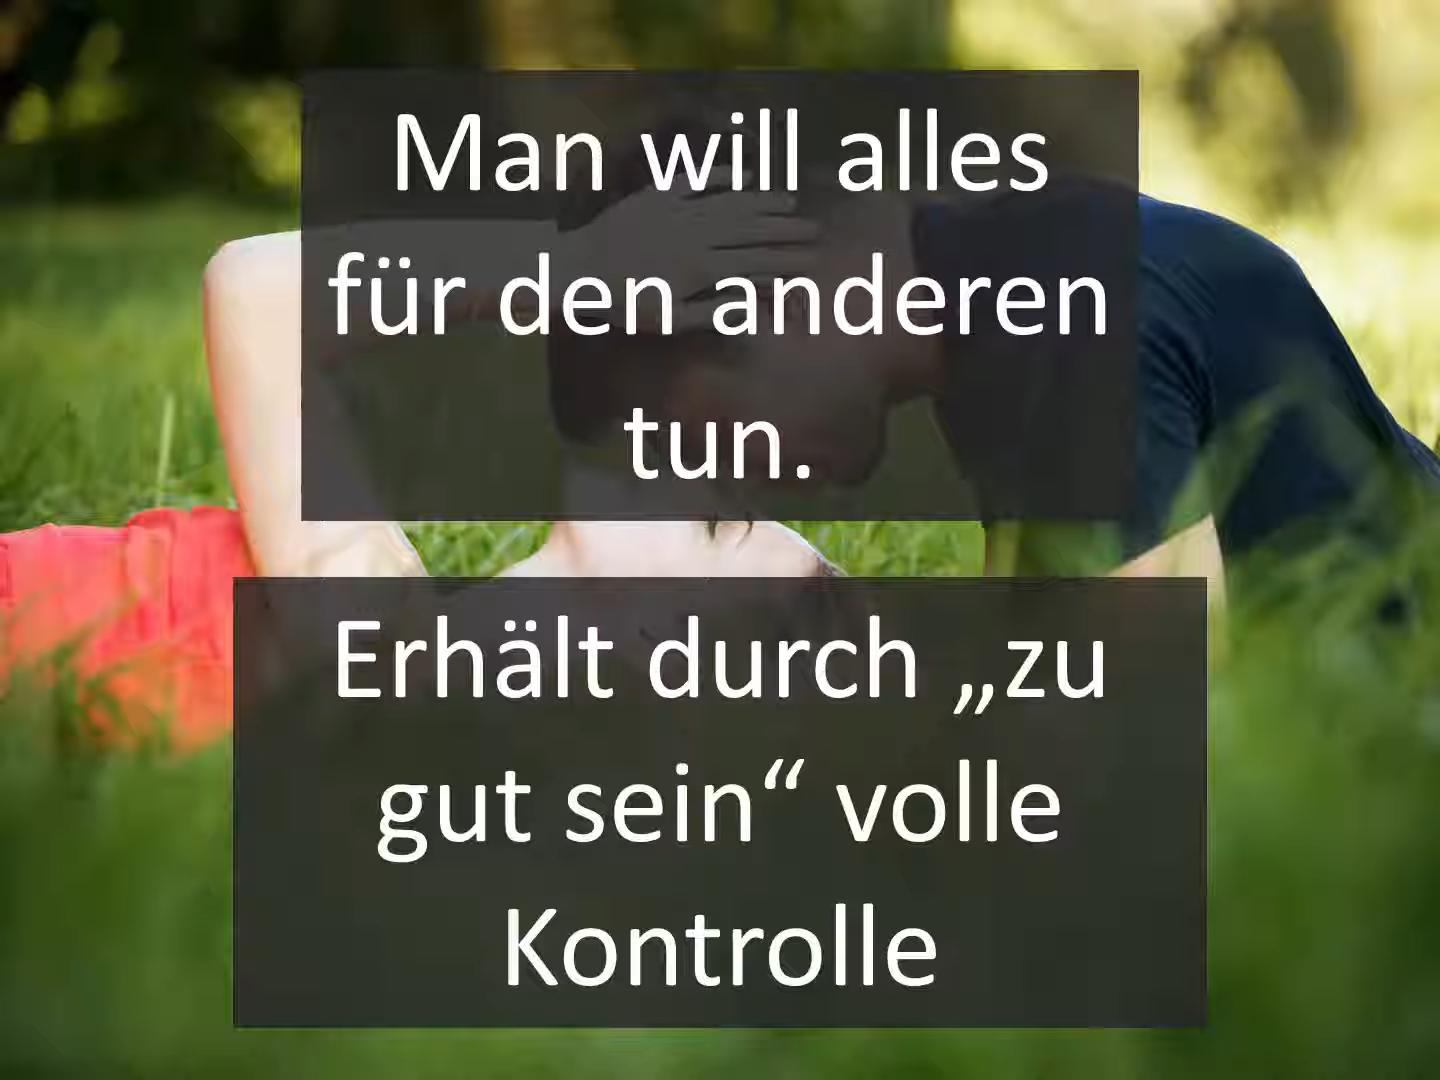 Man will alles
für den anderen
tun.
Erhält durch „zu
gut sein“ volle
Kontrolle